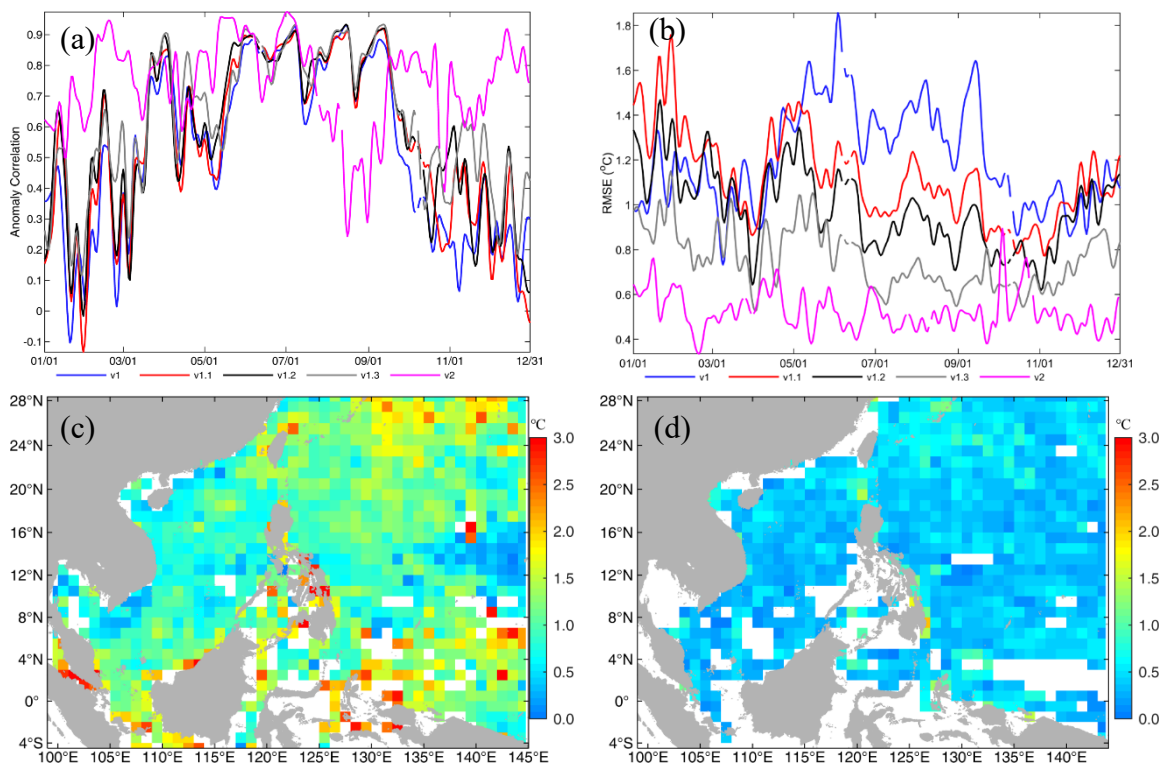 (a)
Anomaly Correlation
0.9
0.8
0.7
0.6
0.5
0.4
0.3
0.2
0.1
0
-0.1
01/01 03/01 05/01 07/01 09/01 11/01 12/31
v1 v1.1 v1.2 v1.3 v2
(b)
RMSE (°C)
1.8
1.6
1.4
1.2
1
0.8
0.6
0.4
01/01 03/01 05/01 07/01 09/01 11/01 12/31
v1 v1.1 v1.2 v1.3 v2
(c)
28°N
24°N
20°N
16°N
12°N
8°N
4°N
0°
4°S
100°E 105°E 110°E 115°E 120°E 125°E 130°E 135°E 140°E 145°E
℃
3.0
2.5
2.0
1.5
1.0
0.5
0.0
(d)
28°N
24°N
20°N
16°N
12°N
8°N
4°N
0°
4°S
100°E 105°E 110°E 115°E 120°E 125°E 130°E 135°E 140°E
℃
3.0
2.5
2.0
1.5
1.0
0.5
0.0